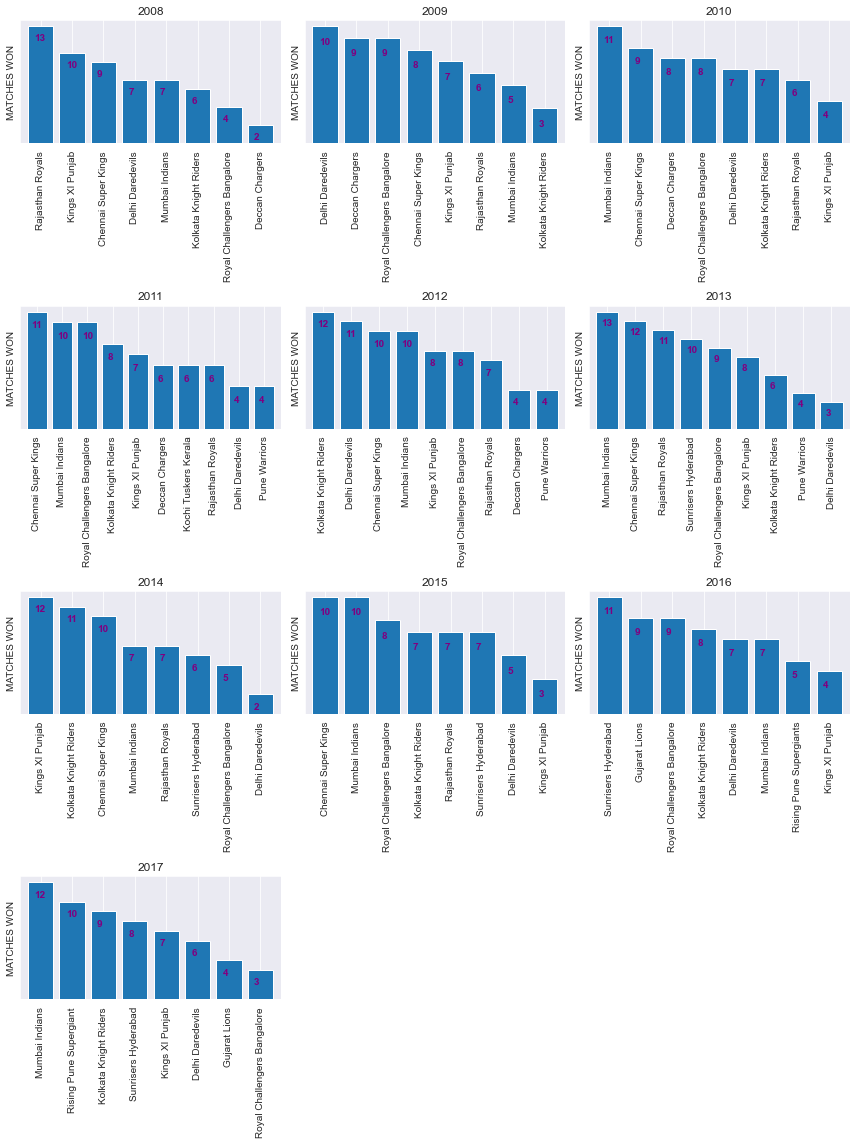 2008
MATCHES WON
13
10
9
7
7
6
4
2
Rajasthan Royals
Kings XI Punjab
Chennai Super Kings
Delhi Daredevils
Mumbai Indians
Kolkata Knight Riders
Royal Challengers Bangalore
Deccan Chargers
2009
MATCHES WON
10
9
9
8
7
6
5
3
Delhi Daredevils
Deccan Chargers
Royal Challengers Bangalore
Chennai Super Kings
Kings XI Punjab
Rajasthan Royals
Mumbai Indians
Kolkata Knight Riders
2010
MATCHES WON
11
9
8
8
7
7
6
4
Mumbai Indians
Chennai Super Kings
Deccan Chargers
Royal Challengers Bangalore
Delhi Daredevils
Kolkata Knight Riders
Rajasthan Royals
Kings XI Punjab
2011
MATCHES WON
11
10
10
8
7
6
6
6
4
4
Chennai Super Kings
Mumbai Indians
Royal Challengers Bangalore
Kolkata Knight Riders
Kings XI Punjab
Deccan Chargers
Kochi Tuskers Kerala
Rajasthan Royals
Delhi Daredevils
Pune Warriors
2012
MATCHES WON
12
11
10
10
8
8
7
4
4
Kolkata Knight Riders
Delhi Daredevils
Chennai Super Kings
Mumbai Indians
Kings XI Punjab
Royal Challengers Bangalore
Rajasthan Royals
Deccan Chargers
Pune Warriors
2013
MATCHES WON
13
12
11
10
9
8
6
4
3
Mumbai Indians
Chennai Super Kings
Rajasthan Royals
Sunrisers Hyderabad
Royal Challengers Bangalore
Kings XI Punjab
Kolkata Knight Riders
Pune Warriors
Delhi Daredevils
2014
MATCHES WON
12
11
10
7
7
6
5
2
Kings XI Punjab
Kolkata Knight Riders
Chennai Super Kings
Mumbai Indians
Rajasthan Royals
Sunrisers Hyderabad
Royal Challengers Bangalore
Delhi Daredevils
2015
MATCHES WON
10
10
8
7
7
7
5
3
Chennai Super Kings
Mumbai Indians
Royal Challengers Bangalore
Kolkata Knight Riders
Rajasthan Royals
Sunrisers Hyderabad
Delhi Daredevils
Kings XI Punjab
2016
MATCHES WON
11
9
9
8
7
7
5
4
Sunrisers Hyderabad
Gujarat Lions
Royal Challengers Bangalore
Kolkata Knight Riders
Delhi Daredevils
Mumbai Indians
Rising Pune Supergiants
Kings XI Punjab
2017
MATCHES WON
12
10
9
8
7
6
4
3
Mumbai Indians
Rising Pune Supergiant
Kolkata Knight Riders
Sunrisers Hyderabad
Kings XI Punjab
Delhi Daredevils
Gujarat Lions
Royal Challengers Bangalore